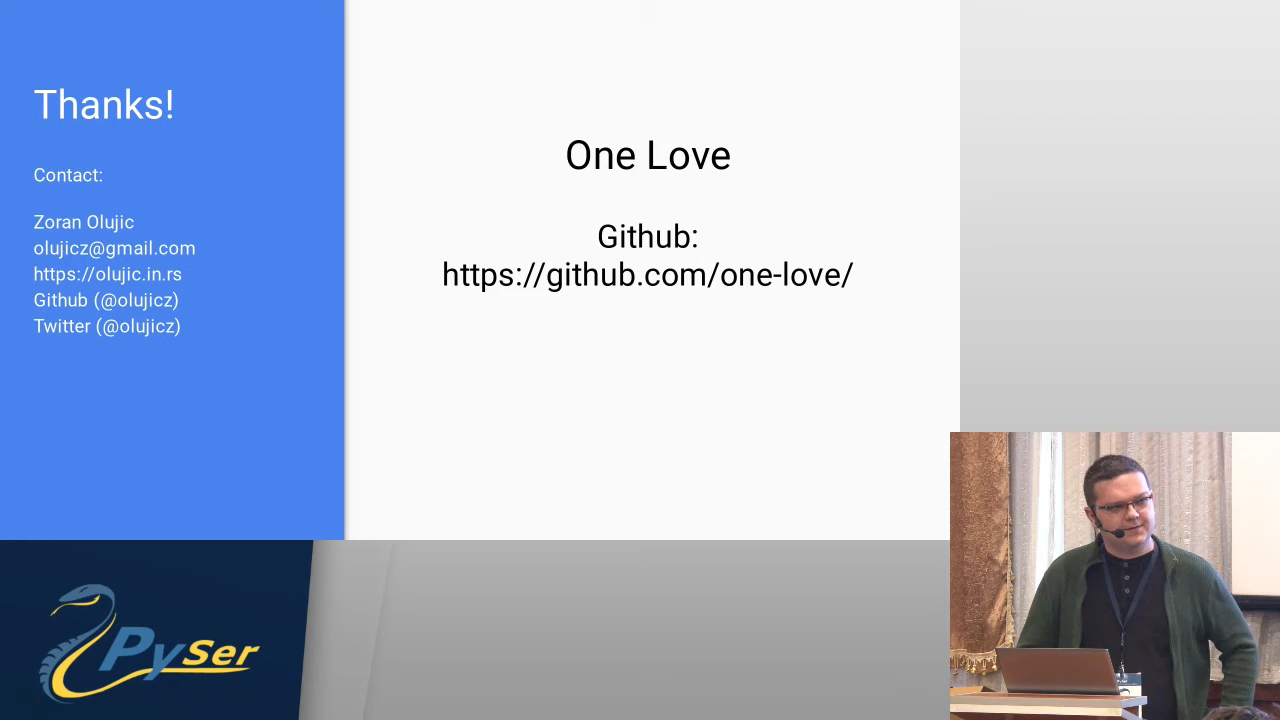 Thanks!
Contact:
Zoran Olujic
olujicz@gmail.com
https://olujic.in.rs
Github (@olujicz)
Twitter (@olujicz)
One Love
Github:
https://github.com/one-love/
PySer
PySer